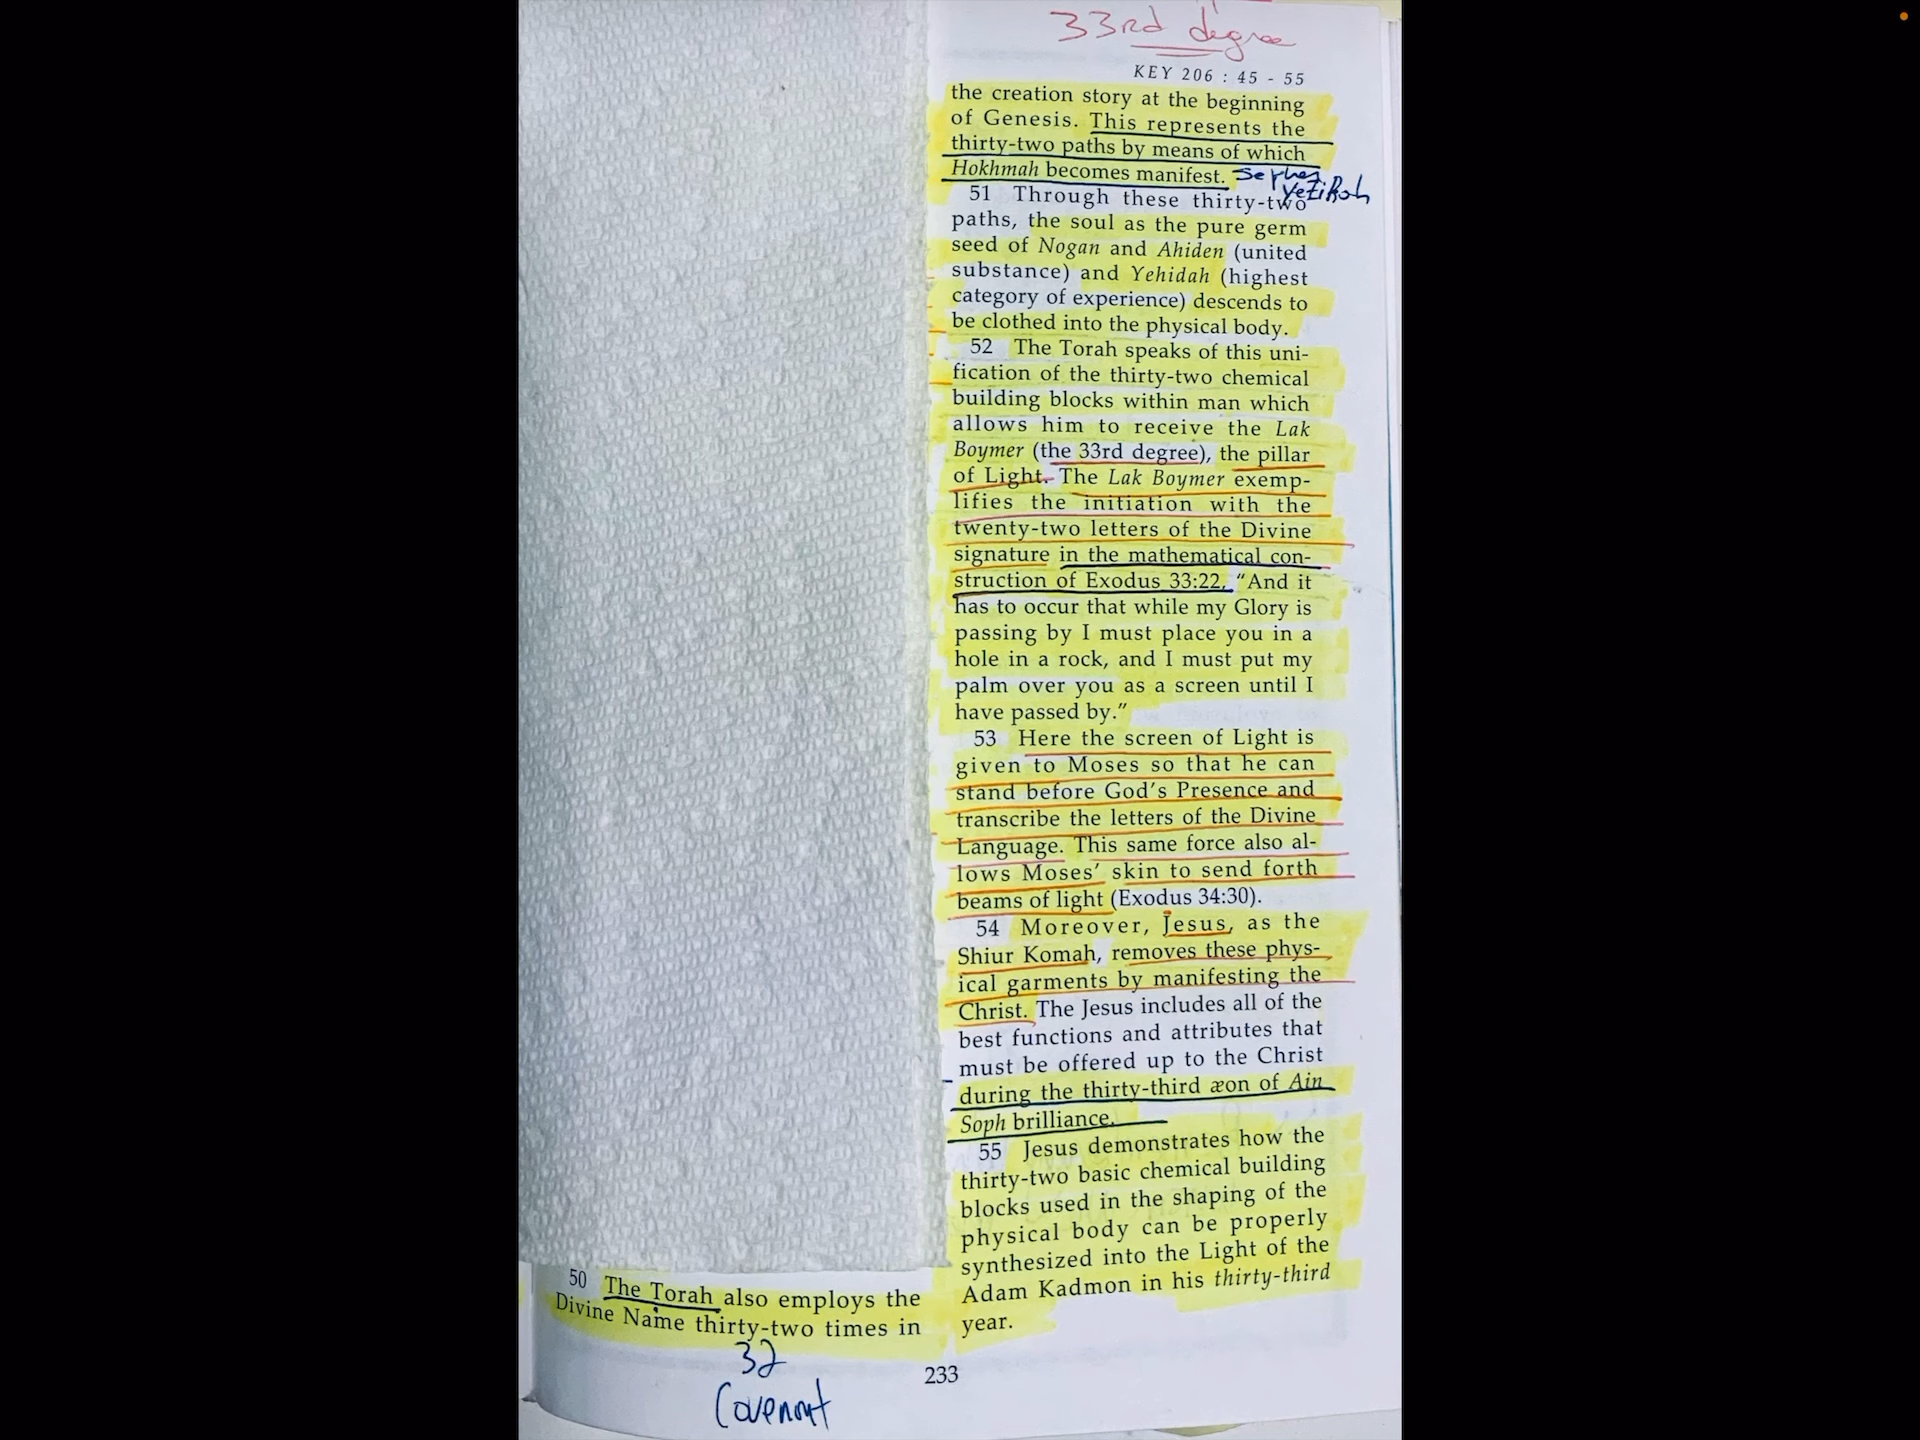 33rd degree
KEY 206 : 45 - 55
50 The Torah also employs the
Divine Name thirty-two times in
32
Covenant
the creation story at the beginning
of Genesis. This represents the
thirty-two paths by means of which
Hokhmah becomes manifest. Sepher
YeziRah
51 Through these thirty-two
paths, the soul as the pure germ
seed of Nogan and Ahiden (united
substance) and Yehidah (highest
category of experience) descends to
be clothed into the physical body.
52 The Torah speaks of this uni-
fication of the thirty-two chemical
building blocks within man which
allows him to receive the Lak
Boymer (the 33rd degree), the pillar
of Light. The Lak Boymer exemp-
lifies the initiation with the
twenty-two letters of the Divine
signature in the mathematical con-
struction of Exodus 33:22, “And it
has to occur that while my Glory is
passing by I must place you in a
hole in a rock, and I must put my
palm over you as a screen until I
have passed by.”
53 Here the screen of Light is
given to Moses so that he can
stand before God’s Presence and
transcribe the letters of the Divine
Language. This same force also al-
lows Moses’ skin to send forth
beams of light (Exodus 34:30).
54 Moreover, Jesus, as the
Shiur Komah, removes these phys-
ical garments by manifesting the
Christ. The Jesus includes all of the
best functions and attributes that
must be offered up to the Christ
during the thirty-third æon of Ain
Soph brilliance.
55 Jesus demonstrates how the
thirty-two basic chemical building
blocks used in the shaping of the
physical body can be properly
synthesized into the Light of the
Adam Kadmon in his thirty-third
year.
233